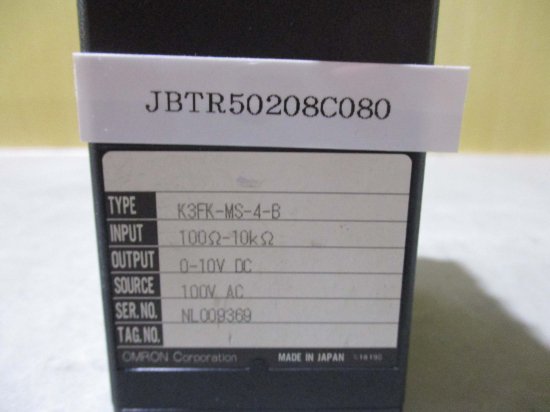 JBTR50208C080
TYPE K3FK-MS-4-B
INPUT 100Ω-10kΩ
OUTPUT 0-10V DC
SOURCE 100V AC
SER.NO. NL009369
TAG.NO.
OMRON Corporation MADE IN JAPAN